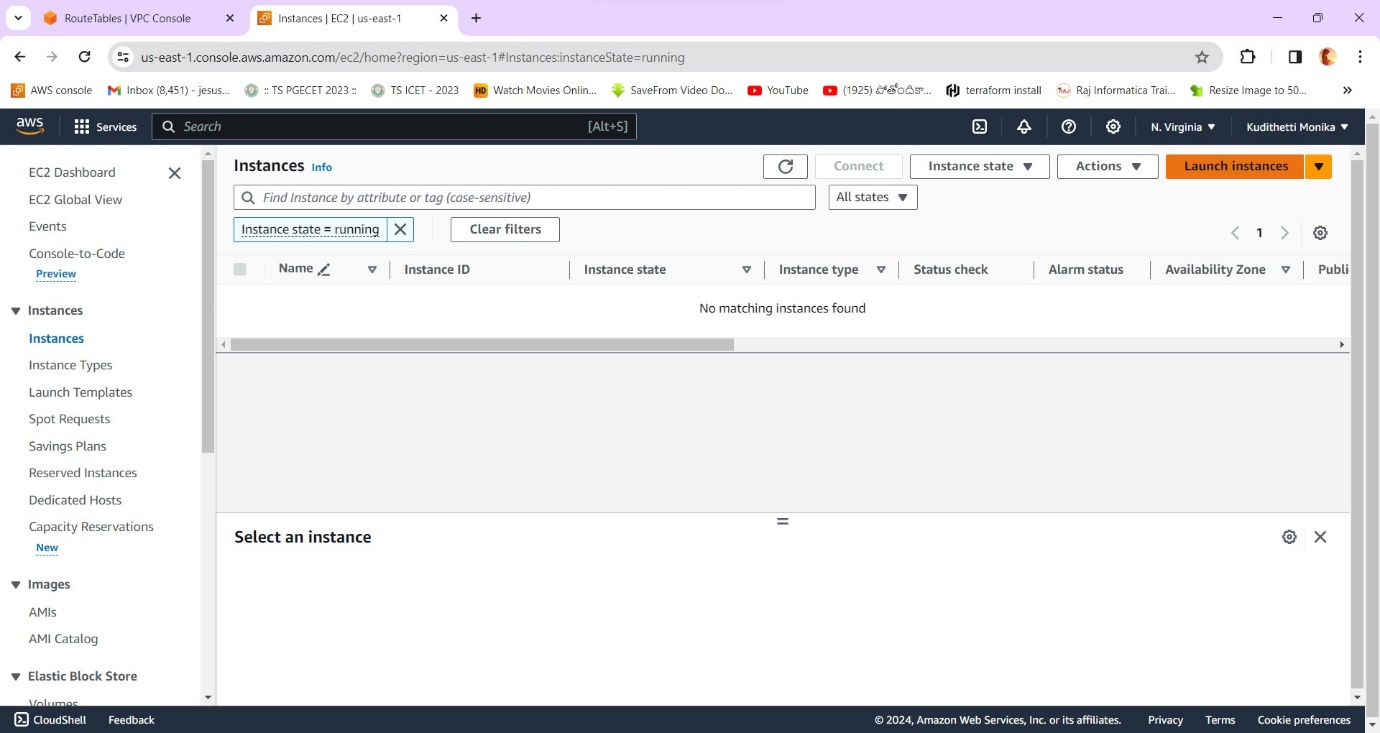 RouteTables | VPC Console
Instances | EC2 | us-east-1
us-east-1.console.aws.amazon.com/ec2/home?region=us-east-1#Instances:instanceState=running
AWS console
Inbox (8,451) - jesus...
:: TS PGECET 2023 ::
TS ICET - 2023
HD Watch Movies Onlin...
SaveFrom Video Do...
YouTube
(1925)
terraform install
Raj Informatica Trai...
Resize Image to 50...
aws
Services
Search
[Alt+S]
N. Virginia
Kudithetti Monika
EC2 Dashboard
EC2 Global View
Events
Console-to-Code
Preview
Instances
Instances
Instance Types
Launch Templates
Spot Requests
Savings Plans
Reserved Instances
Dedicated Hosts
Capacity Reservations
New
Images
AMIs
AMI Catalog
Elastic Block Store
Volumes
Instances Info
Connect
Instance state
Actions
Launch instances
Find Instance by attribute or tag (case-sensitive)
All states
Instance state = running
Clear filters
1
Name
Instance ID
Instance state
Instance type
Status check
Alarm status
Availability Zone
Publi
No matching instances found
Select an instance
CloudShell
Feedback
© 2024, Amazon Web Services, Inc. or its affiliates.
Privacy
Terms
Cookie preferences